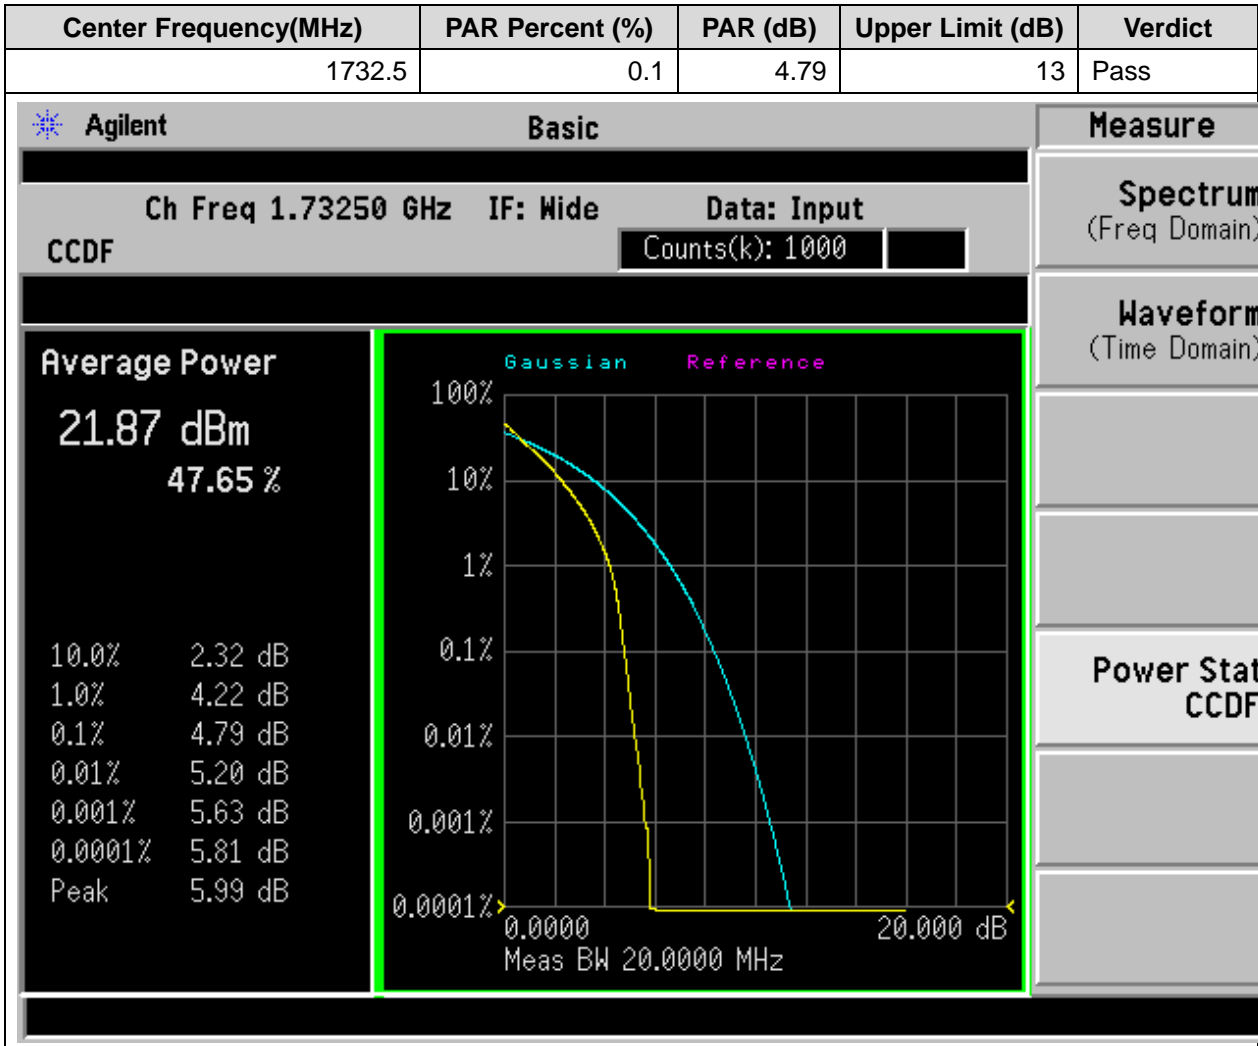 Center Frequency(MHz) PAR Percent (%) PAR (dB) Upper Limit (dB) Verdict
1732.5 0.1 4.79 13 Pass
Agilent Basic Measure
Ch Freq 1.73250 GHz IF: Wide Data: Input
CCDF Counts(k): 1000
Average Power
21.87 dBm
47.65 %
10.0% 2.32 dB
1.0% 4.22 dB
0.1% 4.79 dB
0.01% 5.20 dB
0.001% 5.63 dB
0.0001% 5.81 dB
Peak 5.99 dB
Gaussian Reference
100%
10%
1%
0.1%
0.01%
0.001%
0.0001%
0.0000 20.000 dB
Meas BW 20.0000 MHz
Spectrum
(Freq Domain)
Waveform
(Time Domain)
Power Stat
CCDF